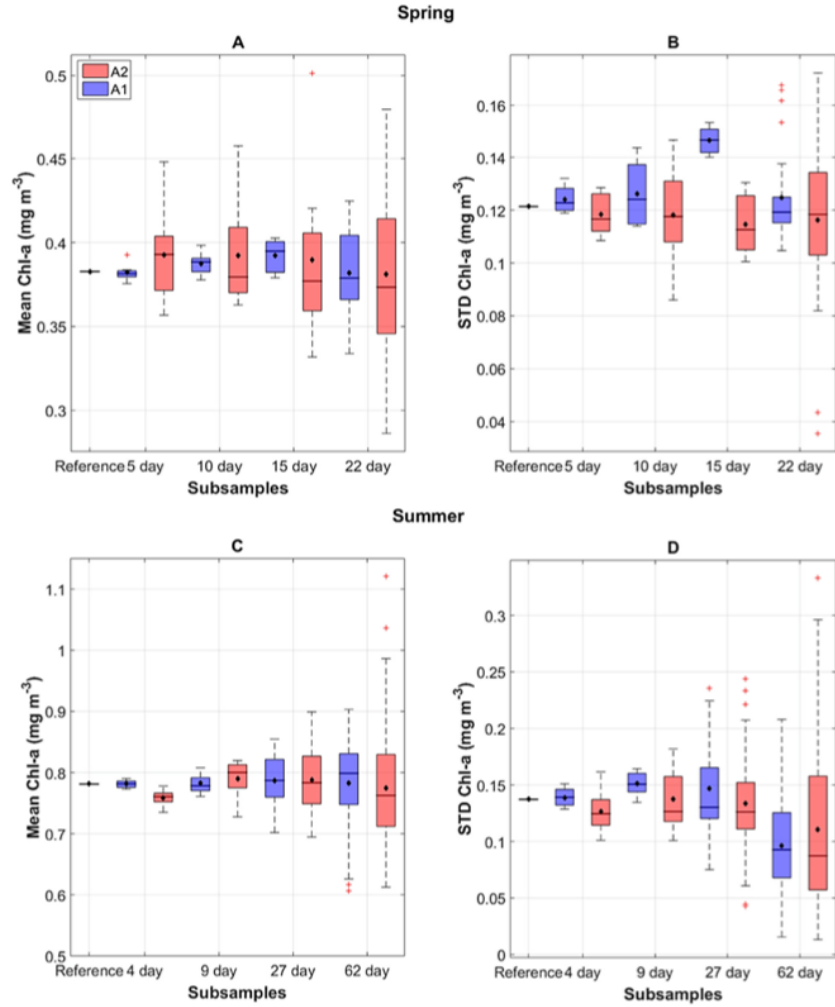 Spring
A
A2
A1
0.5
0.45
0.4
0.35
0.3
Mean Chl-a (mg m⁻³)
Reference 5 day 10 day 15 day 22 day
Subsamples
B
0.16
0.14
0.12
0.1
0.08
0.06
0.04
STD Chl-a (mg m⁻³)
Reference 5 day 10 day 15 day 22 day
Subsamples
Summer
C
1.1
1
0.9
0.8
0.7
0.6
0.5
Mean Chl-a (mg m⁻³)
Reference 4 day 9 day 27 day 62 day
Subsamples
D
0.3
0.25
0.2
0.15
0.1
0.05
0
STD Chl-a (mg m⁻³)
Reference 4 day 9 day 27 day 62 day
Subsamples